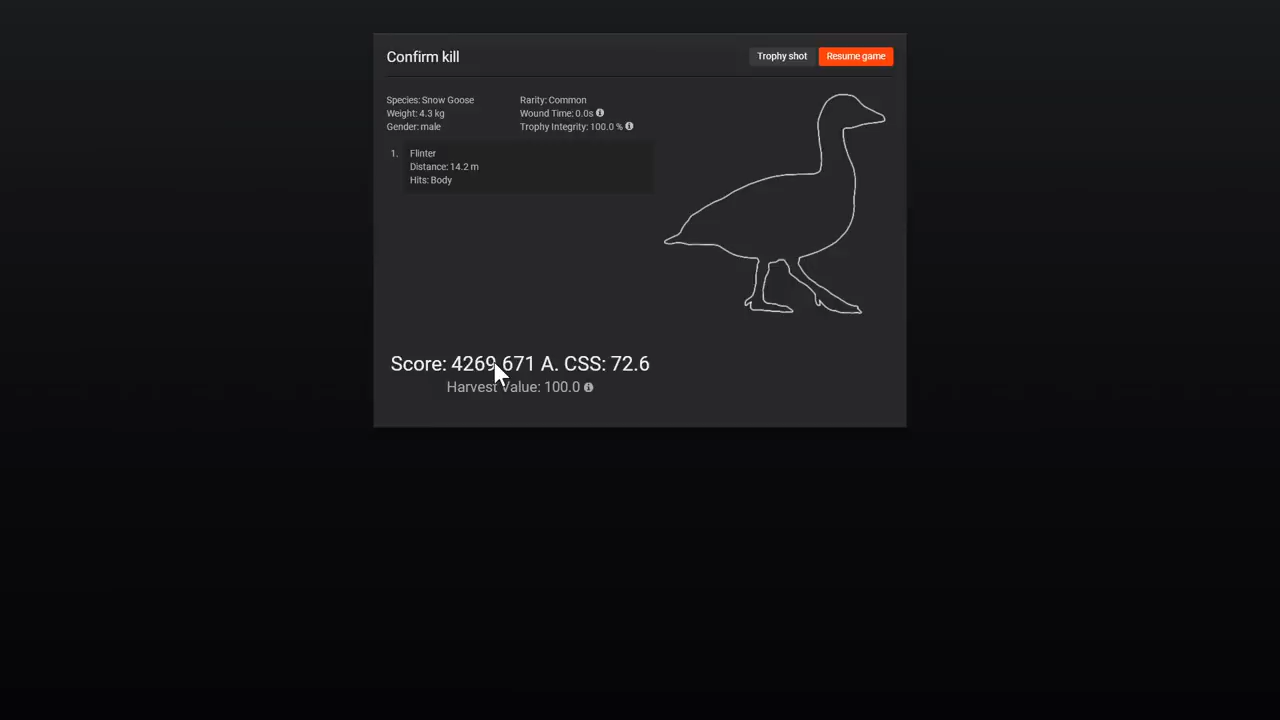 Confirm kill
Trophy shot
Resume game
Species: Snow Goose
Weight: 4.3 kg
Gender: male
Rarity: Common
Wound Time: 0.0s
Trophy Integrity: 100.0 %
1. Flinter
Distance: 14.2 m
Hits: Body
Score: 4269.671 A. CSS: 72.6
Harvest Value: 100.0